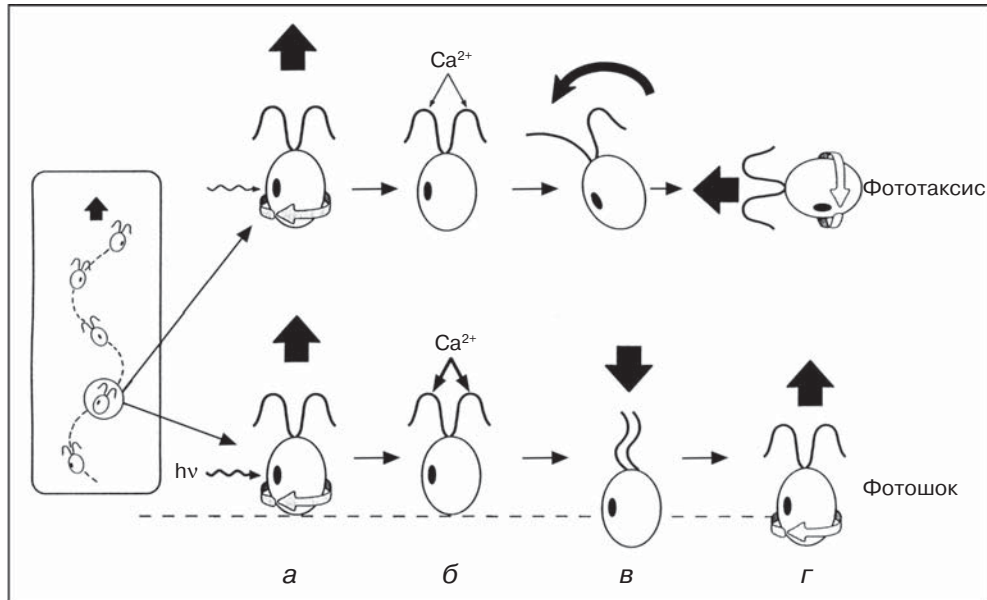 Ca²⁺
Фототаксис
Ca²⁺
hν
Фотошок
а б в г